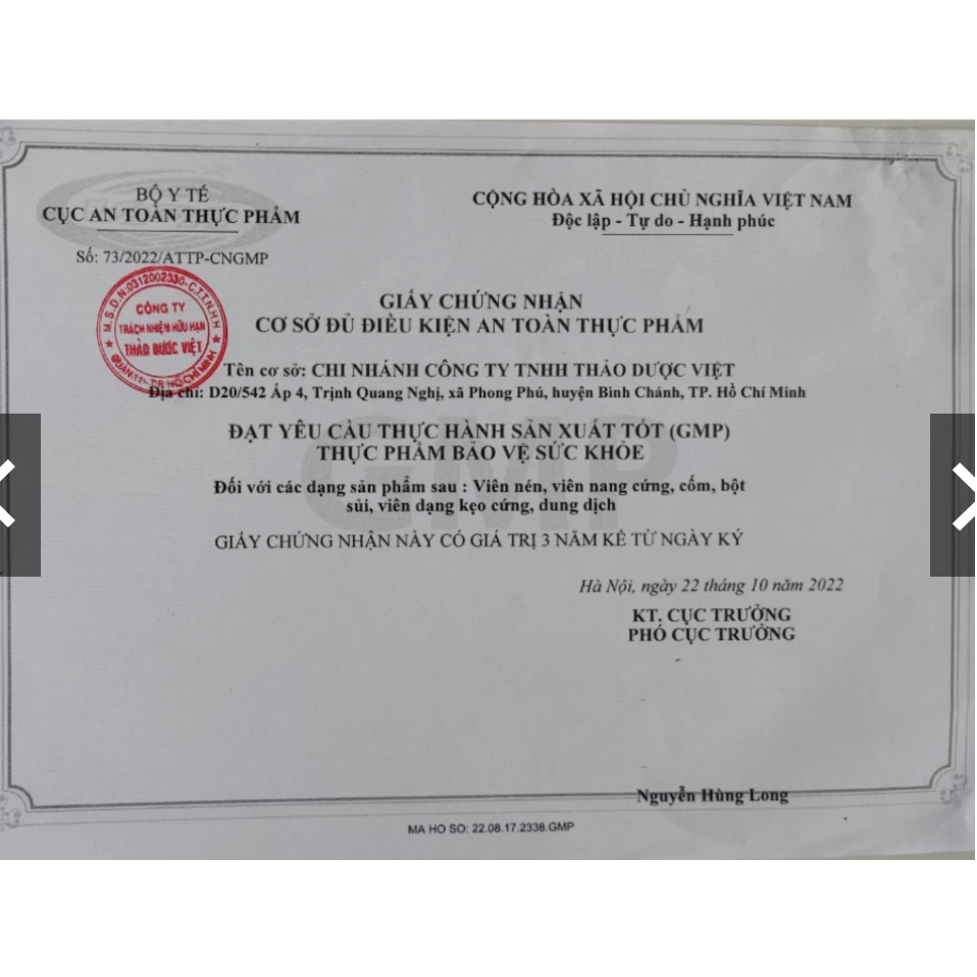 BỘ Y TẾ
CỤC AN TOÀN THỰC PHẨM
Số: 73/2022/ATTP-CNGMP
CỘNG HÒA XÃ HỘI CHỦ NGHĨA VIỆT NAM
Độc lập - Tự do - Hạnh phúc
M.S.D.N:0312002330-C.T.T.N.H.H
CÔNG TY
TRÁCH NHIỆM HỮU HẠN
THẢO DƯỢC VIỆT
QUẬN 11-T.P HỒ CHÍ MINH
GIẤY CHỨNG NHẬN
CƠ SỞ ĐỦ ĐIỀU KIỆN AN TOÀN THỰC PHẨM
Tên cơ sở: CHI NHÁNH CÔNG TY TNHH THẢO DƯỢC VIỆT
Địa chỉ: D20/542 Ấp 4, Trịnh Quang Nghị, xã Phong Phú, huyện Bình Chánh, TP. Hồ Chí Minh
ĐẠT YÊU CẦU THỰC HÀNH SẢN XUẤT TỐT (GMP)
THỰC PHẨM BẢO VỆ SỨC KHỎE
GMP
Đối với các dạng sản phẩm sau : Viên nén, viên nang cứng, cốm, bột
sủi, viên dạng kẹo cứng, dung dịch
GIẤY CHỨNG NHẬN NÀY CÓ GIÁ TRỊ 3 NĂM KỂ TỪ NGÀY KÝ
Hà Nội, ngày 22 tháng 10 năm 2022
KT. CỤC TRƯỞNG
PHÓ CỤC TRƯỞNG
Nguyễn Hùng Long
MA HO SO: 22.08.17.2338.GMP